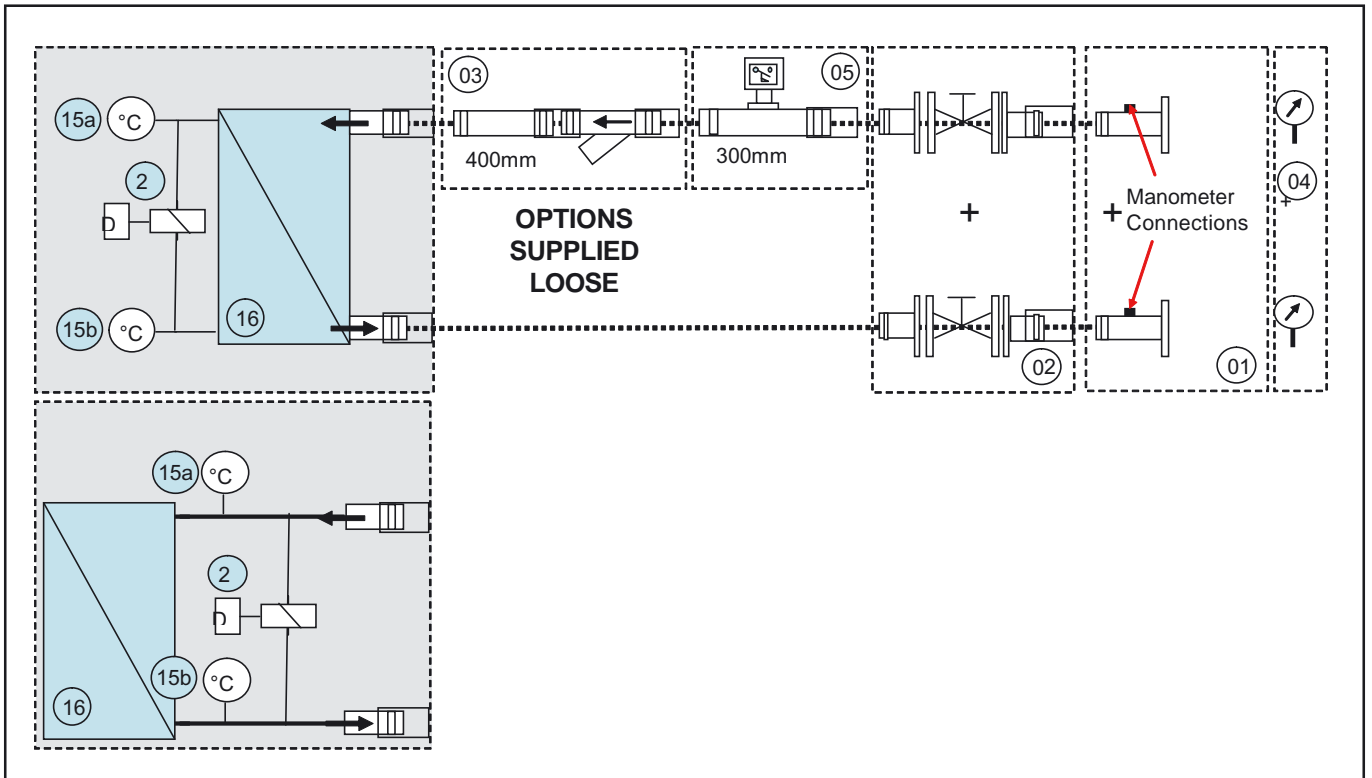 03
05
15a
°C
2
D
400mm
300mm
04
+
Manometer
Connections
+
+
OPTIONS
SUPPLIED
LOOSE
15b
°C
16
02
01
15a
°C
2
D
15b
°C
16